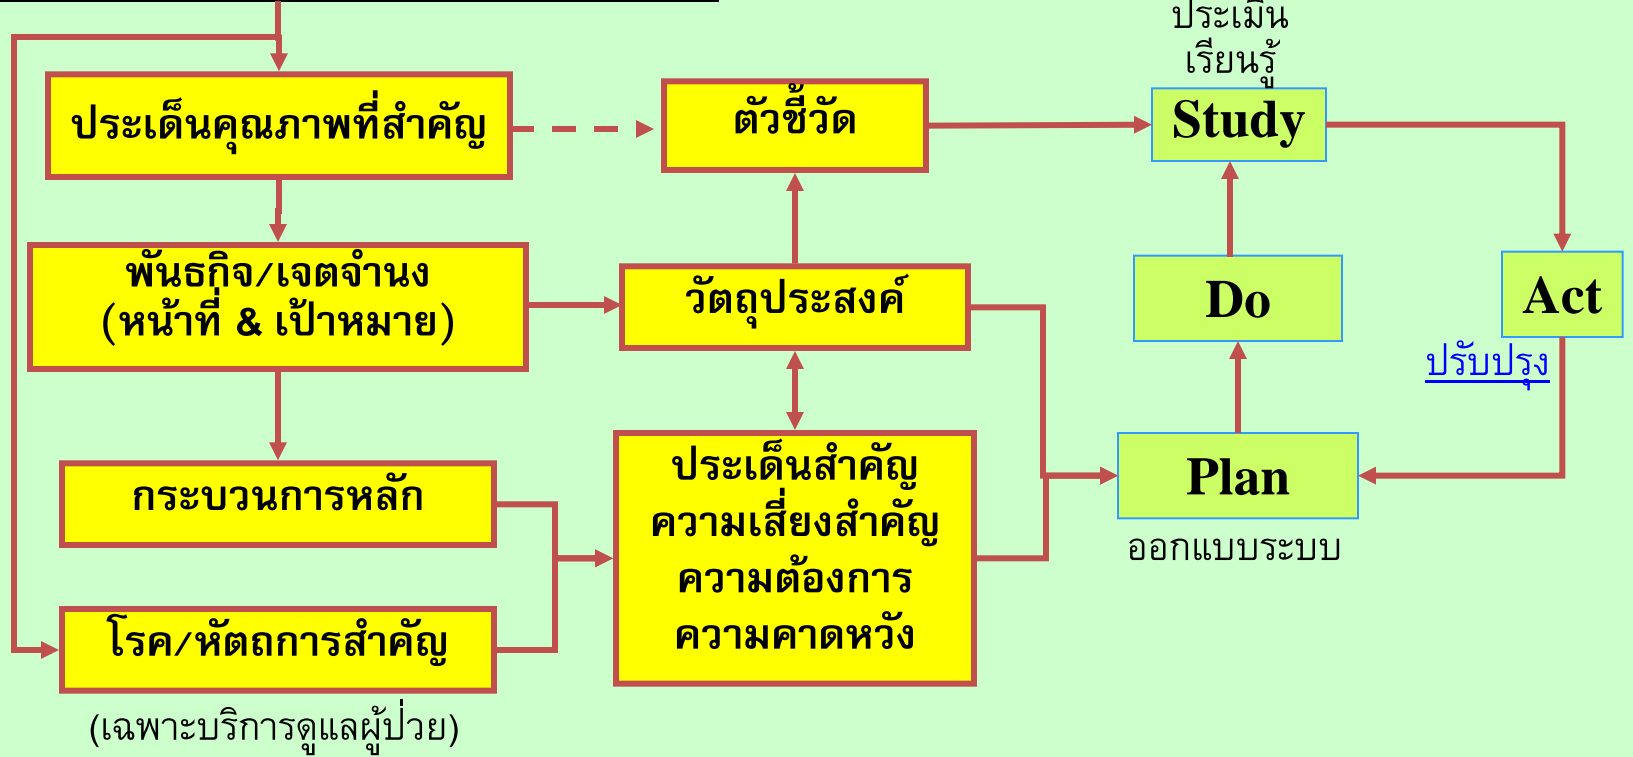 ประเมิน
เรียนรู้
ประเด็นคุณภาพที่สำคัญ
ตัวชี้วัด
Study
พันธกิจ/เจตจำนง
(หน้าที่ & เป้าหมาย)
วัตถุประสงค์
Do
Act
ปรับปรุง
กระบวนการหลัก
ประเด็นสำคัญ
ความเสี่ยงสำคัญ
ความต้องการ
ความคาดหวัง
Plan
ออกแบบระบบ
โรค/หัตถการสำคัญ
(เฉพาะบริการดูแลผู้ป่วย)